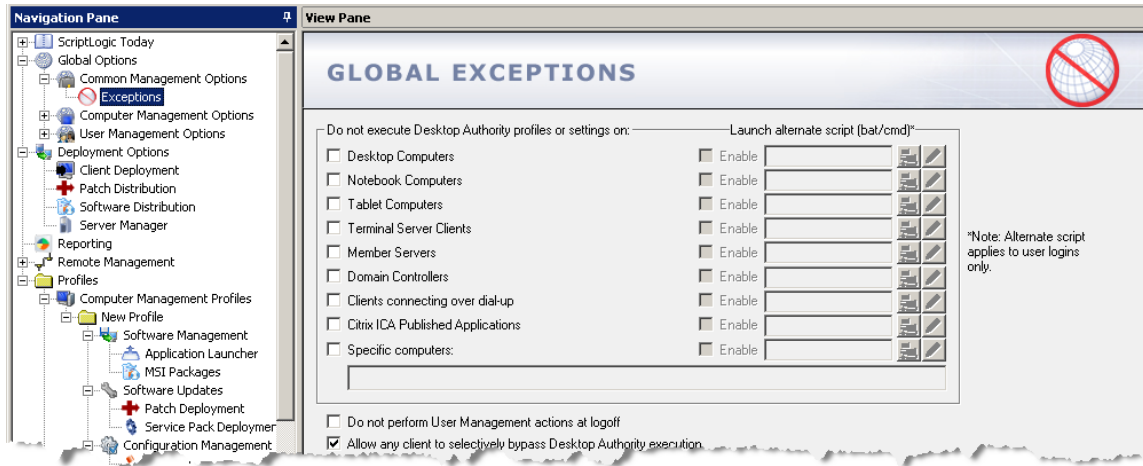 Navigation Pane
ScriptLogic Today
Global Options
Common Management Options
Exceptions
Computer Management Options
User Management Options
Deployment Options
Client Deployment
Patch Distribution
Software Distribution
Server Manager
Reporting
Remote Management
Profiles
Computer Management Profiles
New Profile
Software Management
Application Launcher
MSI Packages
Software Updates
Patch Deployment
Service Pack Deploymer
Configuration Management
View Pane
GLOBAL EXCEPTIONS
Do not execute Desktop Authority profiles or settings on: Launch alternate script (bat/cmd)*
Desktop Computers Enable
Notebook Computers Enable
Tablet Computers Enable
Terminal Server Clients Enable
Member Servers Enable
Domain Controllers Enable
Clients connecting over dial-up Enable
Citrix ICA Published Applications Enable
Specific computers: Enable
*Note: Alternate script
applies to user logins
only.
Do not perform User Management actions at logoff
Allow any client to selectively bypass Desktop Authority execution.